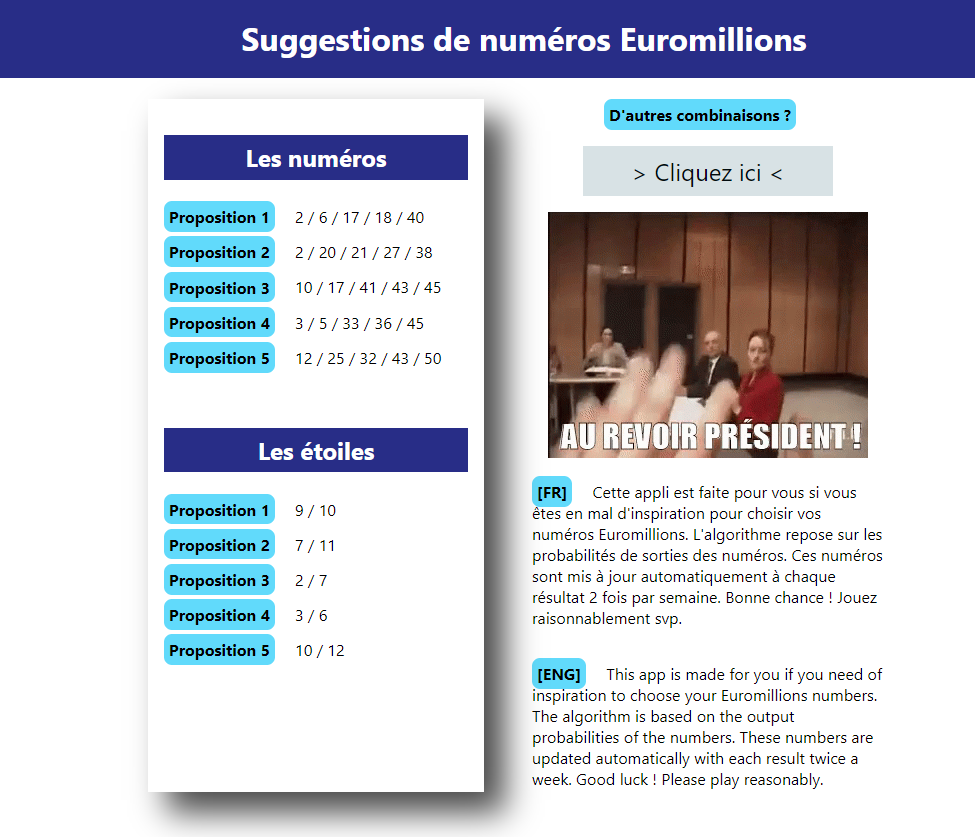 Suggestions de numéros Euromillions
Les numéros
Proposition 1 2 / 6 / 17 / 18 / 40
Proposition 2 2 / 20 / 21 / 27 / 38
Proposition 3 10 / 17 / 41 / 43 / 45
Proposition 4 3 / 5 / 33 / 36 / 45
Proposition 5 12 / 25 / 32 / 43 / 50
Les étoiles
Proposition 1 9 / 10
Proposition 2 7 / 11
Proposition 3 2 / 7
Proposition 4 3 / 6
Proposition 5 10 / 12
D'autres combinaisons ?
> Cliquez ici <
AU REVOIR PRÉSIDENT !
[FR] Cette appli est faite pour vous si vous
êtes en mal d'inspiration pour choisir vos
numéros Euromillions. L'algorithme repose sur les
probabilités de sorties des numéros. Ces numéros
sont mis à jour automatiquement à chaque
résultat 2 fois par semaine. Bonne chance ! Jouez
raisonnablement svp.
[ENG] This app is made for you if you need of
inspiration to choose your Euromillions numbers.
The algorithm is based on the output
probabilities of the numbers. These numbers are
updated automatically with each result twice a
week. Good luck ! Please play reasonably.